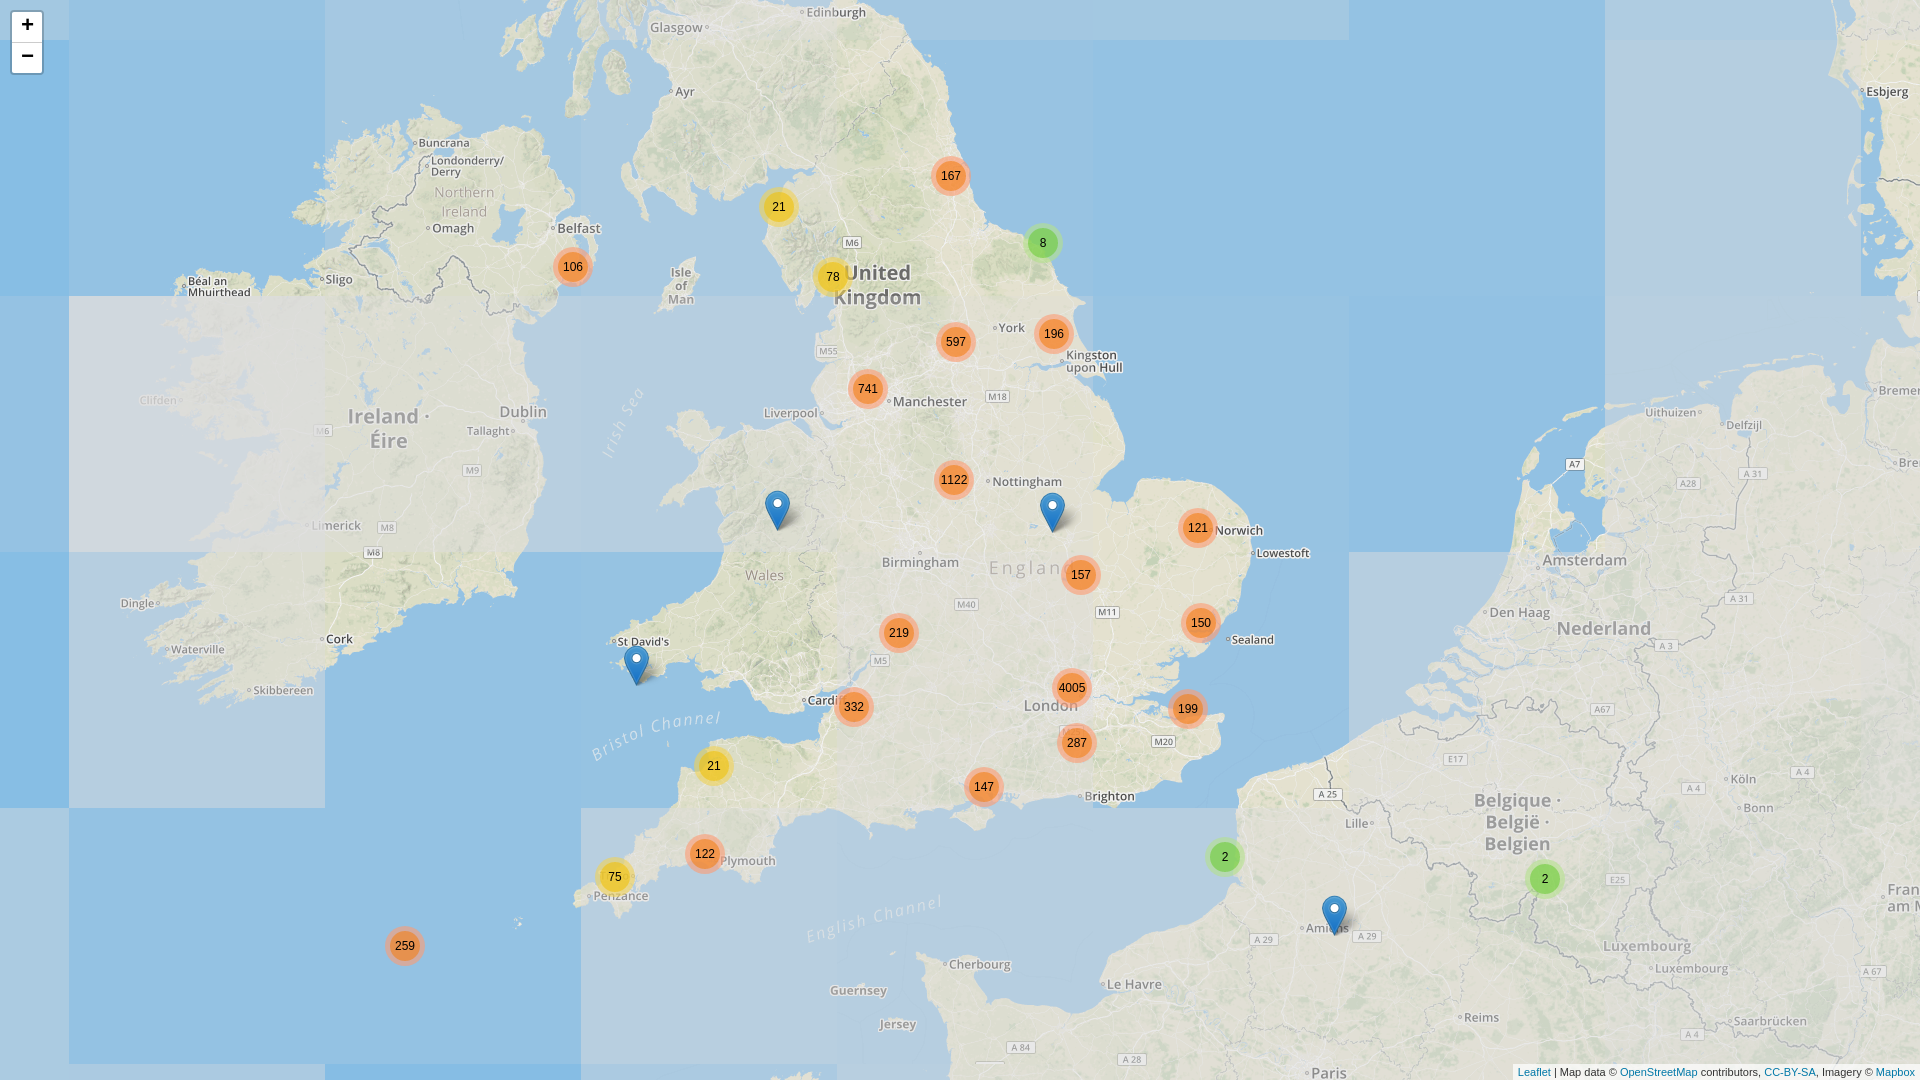 +
−
Edinburgh
Glasgow
Ayr
Esbjerg
Buncrana
Londonderry/
Derry
167
Northern
Ireland
21
Omagh
Belfast
M6
8
106
Isle
of
Man
78
United
Kingdom
Sligo
Béal an
Mhuirthead
York
196
597
M55
Kingston
upon Hull
741
Manchester
M18
Bremer
Clifden
Liverpool
Dublin
Uithuizen
Delfzijl
Ireland ·
Éire
M6
Tallaght
Irish Sea
A7
A 31
Bre
M9
1122
Nottingham
A28
Limerick
M8
121
Norwich
M8
Lowestoft
Birmingham
Amsterdam
Wales
Englan
157
Dingle
M40
A 31
M11
Den Haag
Cork
St David's
219
150
Sealand
Nederland
Waterville
M5
A 3
Skibbereen
4005
Cardi
332
London
199
A67
Bristol Channel
287
M20
E17
21
A 4
Köln
147
A 25
A 4
Brighton
Belgique ·
België ·
Belgien
Bonn
Lille
122
Plymouth
2
75
2
E25
Penzance
Fran
am M
English Channel
Amiens
A 29
A 29
259
Luxembourg
Cherbourg
Luxembourg
A 67
Guernsey
Le Havre
Jersey
Reims
Saarbrücken
A 4
A 84
A 28
Paris
Leaflet | Map data © OpenStreetMap contributors, CC-BY-SA, Imagery © Mapbox